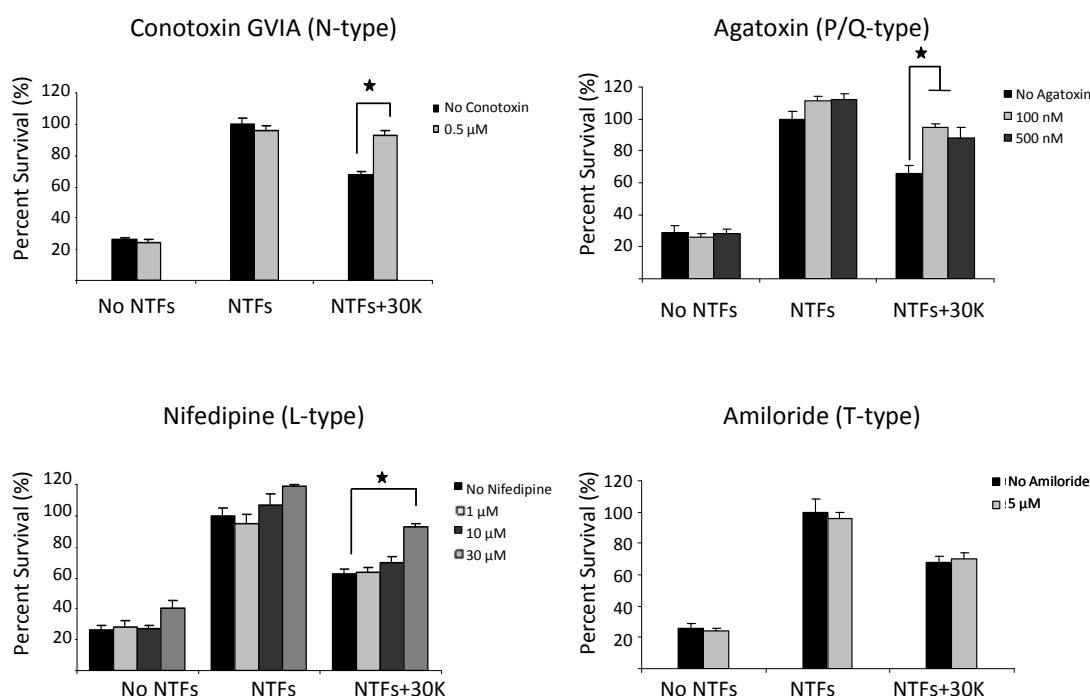 Conotoxin GVIA (N-type)
Percent Survival (%)
120
100
80
60
40
20
No NTFs
NTFs
NTFs+30K
★
No Conotoxin
0.5 µM
Agatoxin (P/Q-type)
Percent Survival (%)
120
100
80
60
40
20
No NTFs
NTFs
NTFs+30K
★
No Agatoxin
100 nM
500 nM
Nifedipine (L-type)
Percent Survival (%)
120
100
80
60
40
20
No NTFs
NTFs
NTFs+30K
★
No Nifedipine
1 µM
10 µM
30 µM
Amiloride (T-type)
Percent Survival (%)
120
100
80
60
40
20
No NTFs
NTFs
NTFs+30K
No Amiloride
5 µM